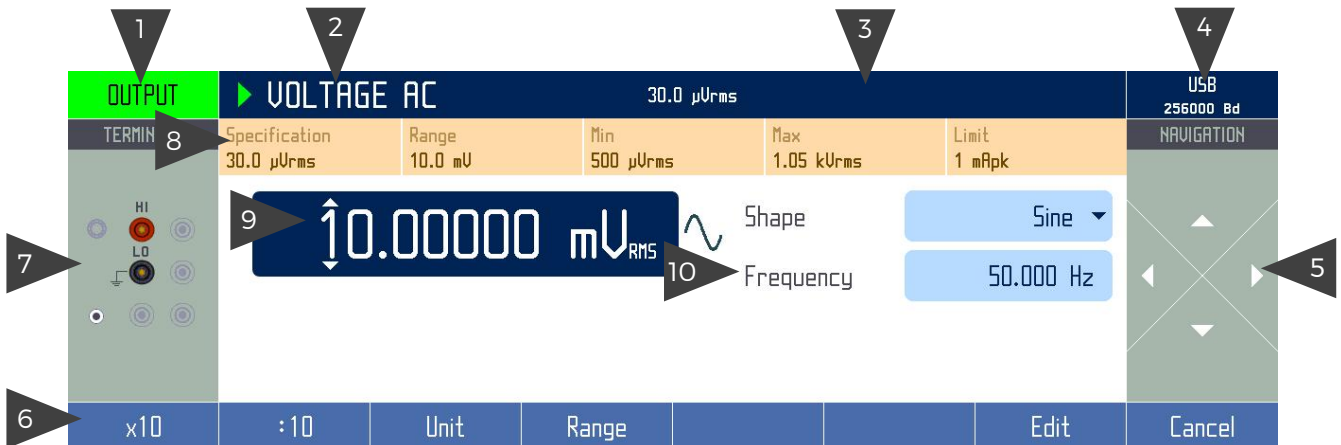 1
2
3
4
OUTPUT
VOLTAGE AC
30.0 µVrms
USB
256000 Bd
TERMIN
8
Specification
30.0 µVrms
Range
10.0 mV
Min
500 µVrms
Max
1.05 kVrms
Limit
1 mApk
NAVIGATION
HI
LO
9
10.00000 mVRMS
Shape
Sine
10
Frequency
50.000 Hz
7
5
6
x10
:10
Unit
Range
Edit
Cancel